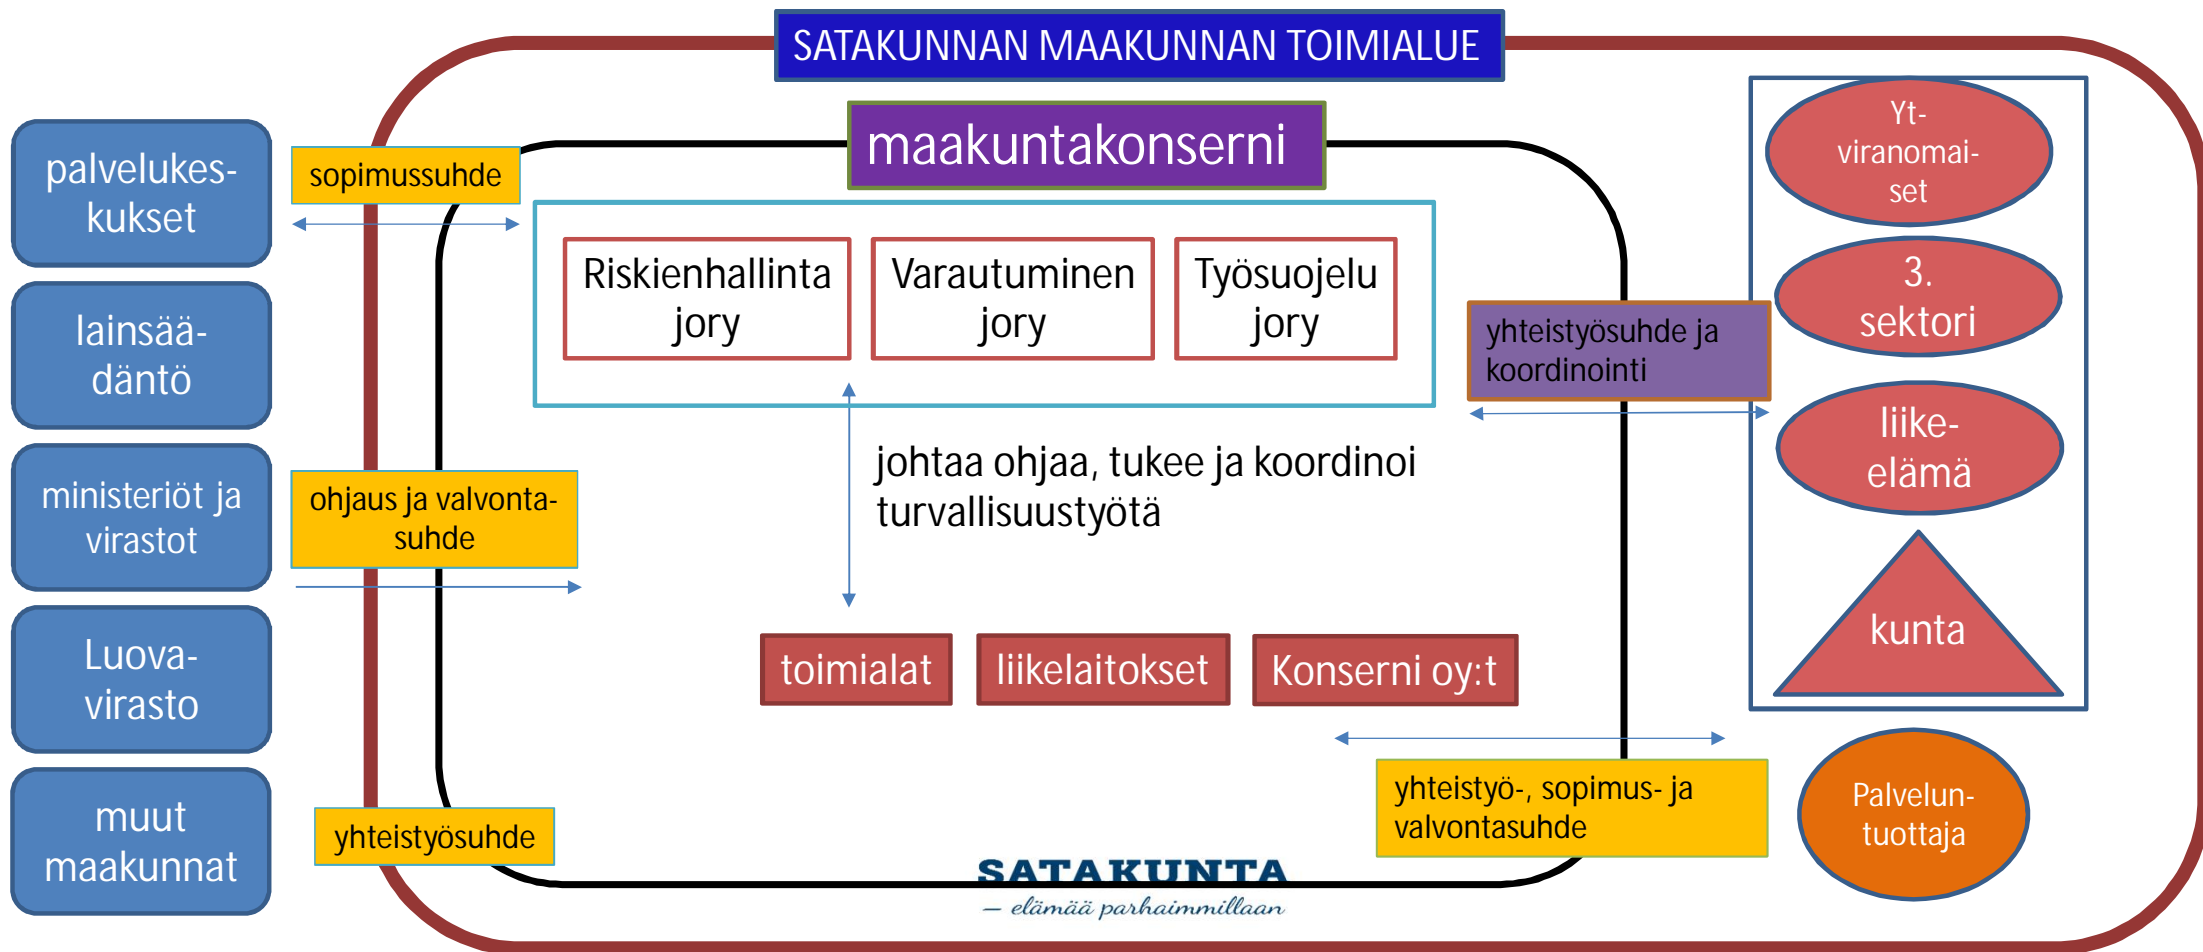 SATAKUNNAN MAAKUNNAN TOIMIALUE
maakuntakonserni
palvelukes-
kukset
lainsää-
däntö
ministeriöt ja
virastot
Luova-
virasto
muut
maakunnat
sopimussuhde
ohjaus ja valvonta-
suhde
yhteistyösuhde
Riskienhallinta
jory
Varautuminen
jory
Työsuojelu
jory
johtaa ohjaa, tukee ja koordinoi
turvallisuustyötä
toimialat
liikelaitokset
Konserni oy:t
yhteistyösuhde ja
koordinointi
yhteistyö-, sopimus- ja
valvontasuhde
Yt-
viranomai-
set
3.
sektori
liike-
elämä
kunta
Palvelun-
tuottaja
SATAKUNTA
– elämää parhaimmillaan